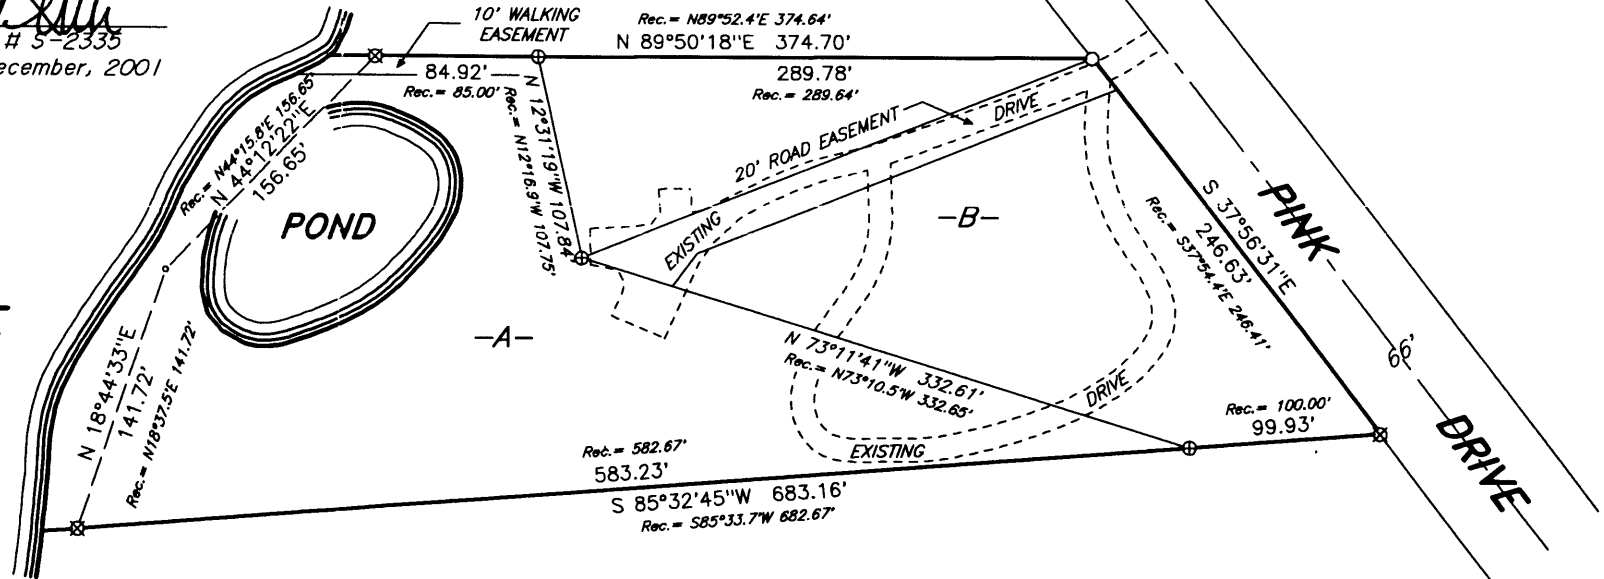 # S-2335
ecember, 2001
10' WALKING
EASEMENT
Rec.= N89°52.4'E 374.64'
N 89°50'18"E 374.70'
84.92'
Rec.= 85.00'
289.78'
Rec.= 289.64'
Rec.= N44°15.8'E 156.65'
N 44°12'22"E
156.65'
N 12°31'19"W 107.84'
Rec.= N12°16.9'W 107.75'
20' ROAD EASEMENT
DRIVE
EXISTING
POND
-B-
-A-
S 37°56'31"E
246.63'
Rec.= S37°54.4'E 246.41'
PINK
DRIVE
66'
N 18°44'33"E
141.72'
Rec.= N18°37.5'E 141.72'
N 73°11'41"W 332.61'
Rec.= N73°10.5'W 332.65'
DRIVE
EXISTING
Rec.= 100.00'
99.93'
Rec.= 582.67'
583.23'
S 85°32'45"W 683.16'
Rec.= S85°33.7'W 682.67'